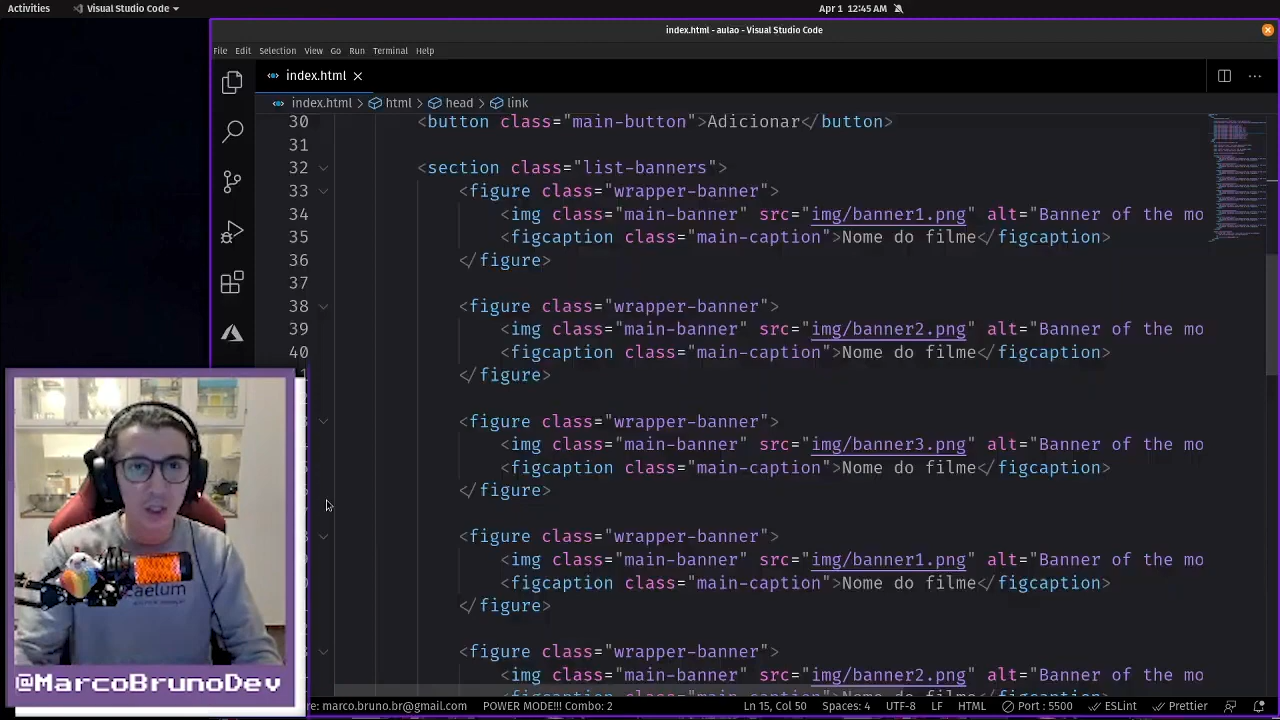 Activities
Visual Studio Code
Apr 1 12:45 AM
index.html - aulao - Visual Studio Code
File Edit Selection View Go Run Terminal Help
index.html
index.html > html > head > link
30 <button class="main-button">Adicionar</button>
31
32 <section class="list-banners">
33 <figure class="wrapper-banner">
34 <img class="main-banner" src="img/banner1.png" alt="Banner of the mo
35 <figcaption class="main-caption">Nome do filme</figcaption>
36 </figure>
37
38 <figure class="wrapper-banner">
39 <img class="main-banner" src="img/banner2.png" alt="Banner of the mo
40 <figcaption class="main-caption">Nome do filme</figcaption>
</figure>
<figure class="wrapper-banner">
<img class="main-banner" src="img/banner3.png" alt="Banner of the mo
<figcaption class="main-caption">Nome do filme</figcaption>
</figure>
<figure class="wrapper-banner">
<img class="main-banner" src="img/banner1.png" alt="Banner of the mo
<figcaption class="main-caption">Nome do filme</figcaption>
</figure>
<figure class="wrapper-banner">
<img class="main-banner" src="img/banner2.png" alt="Banner of the mo
<figcaption class="main-caption">Nome do filme</figcaption>
caelum
@MarcoBrunoDev
re: marco.bruno.br@gmail.com POWER MODE!!! Combo: 2 Ln 15, Col 50 Spaces: 4 UTF-8 LF HTML Port : 5500 ESLint Prettier